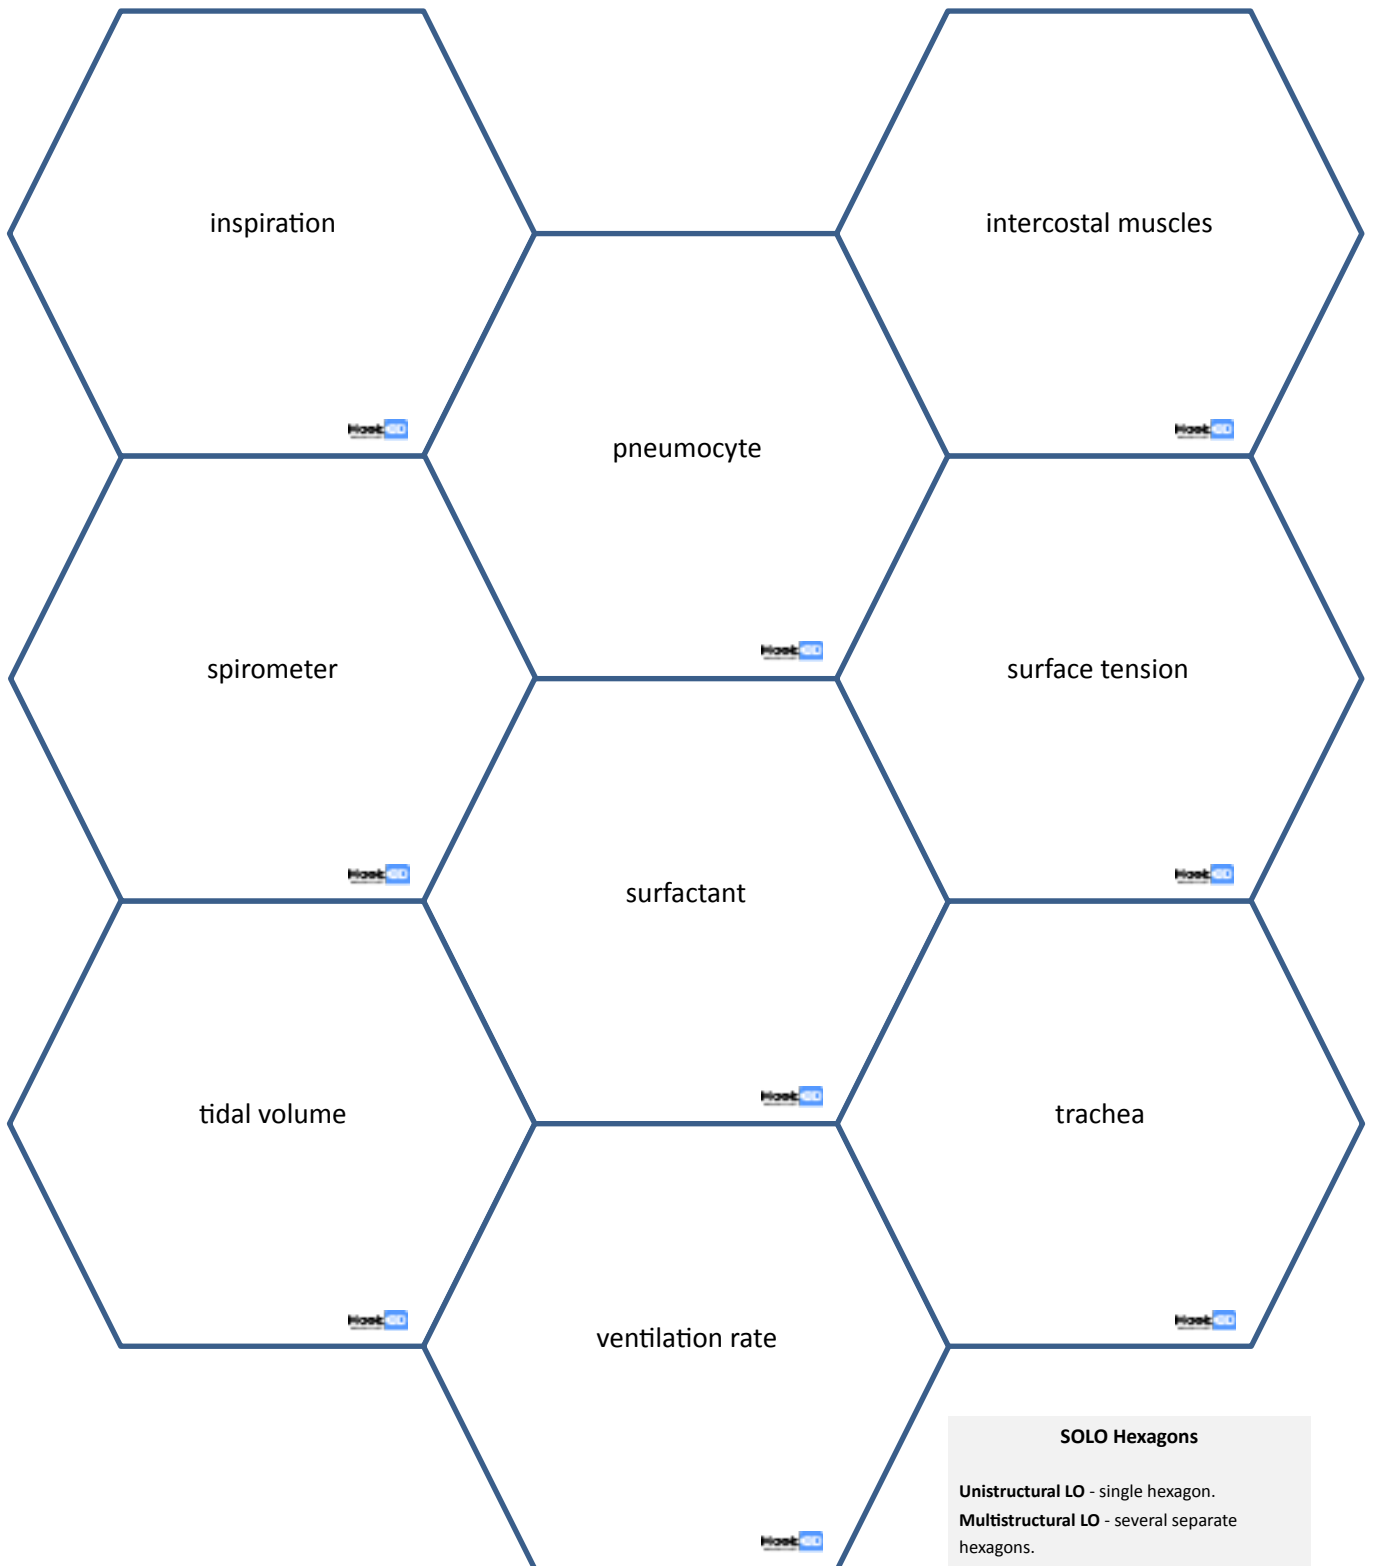 inspiration
intercostal muscles
pneumocyte
spirometer
surface tension
surfactant
tidal volume
trachea
ventilation rate
SOLO Hexagons
Unistructural LO - single hexagon.
Multistructural LO - several separate
hexagons.